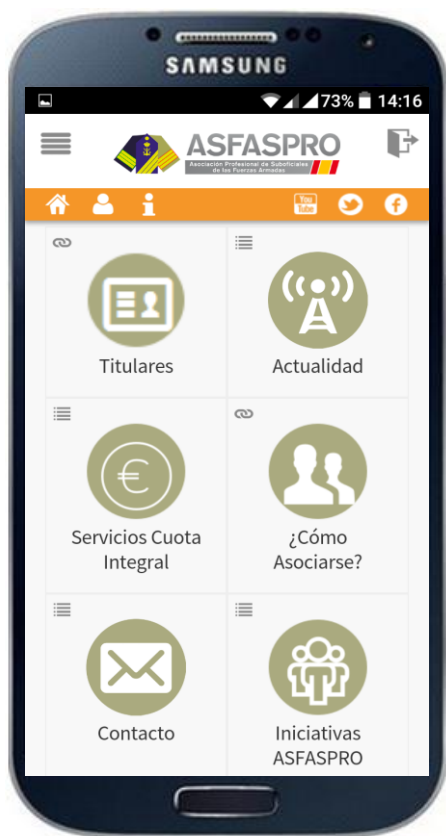 SAMSUNG
73% 14:16
ASFASPRO
Asociación Profesional de Suboficiales
de las Fuerzas Armadas
You
Tube
Titulares
Actualidad
Servicios Cuota
Integral
¿Cómo
Asociarse?
Contacto
Iniciativas
ASFASPRO